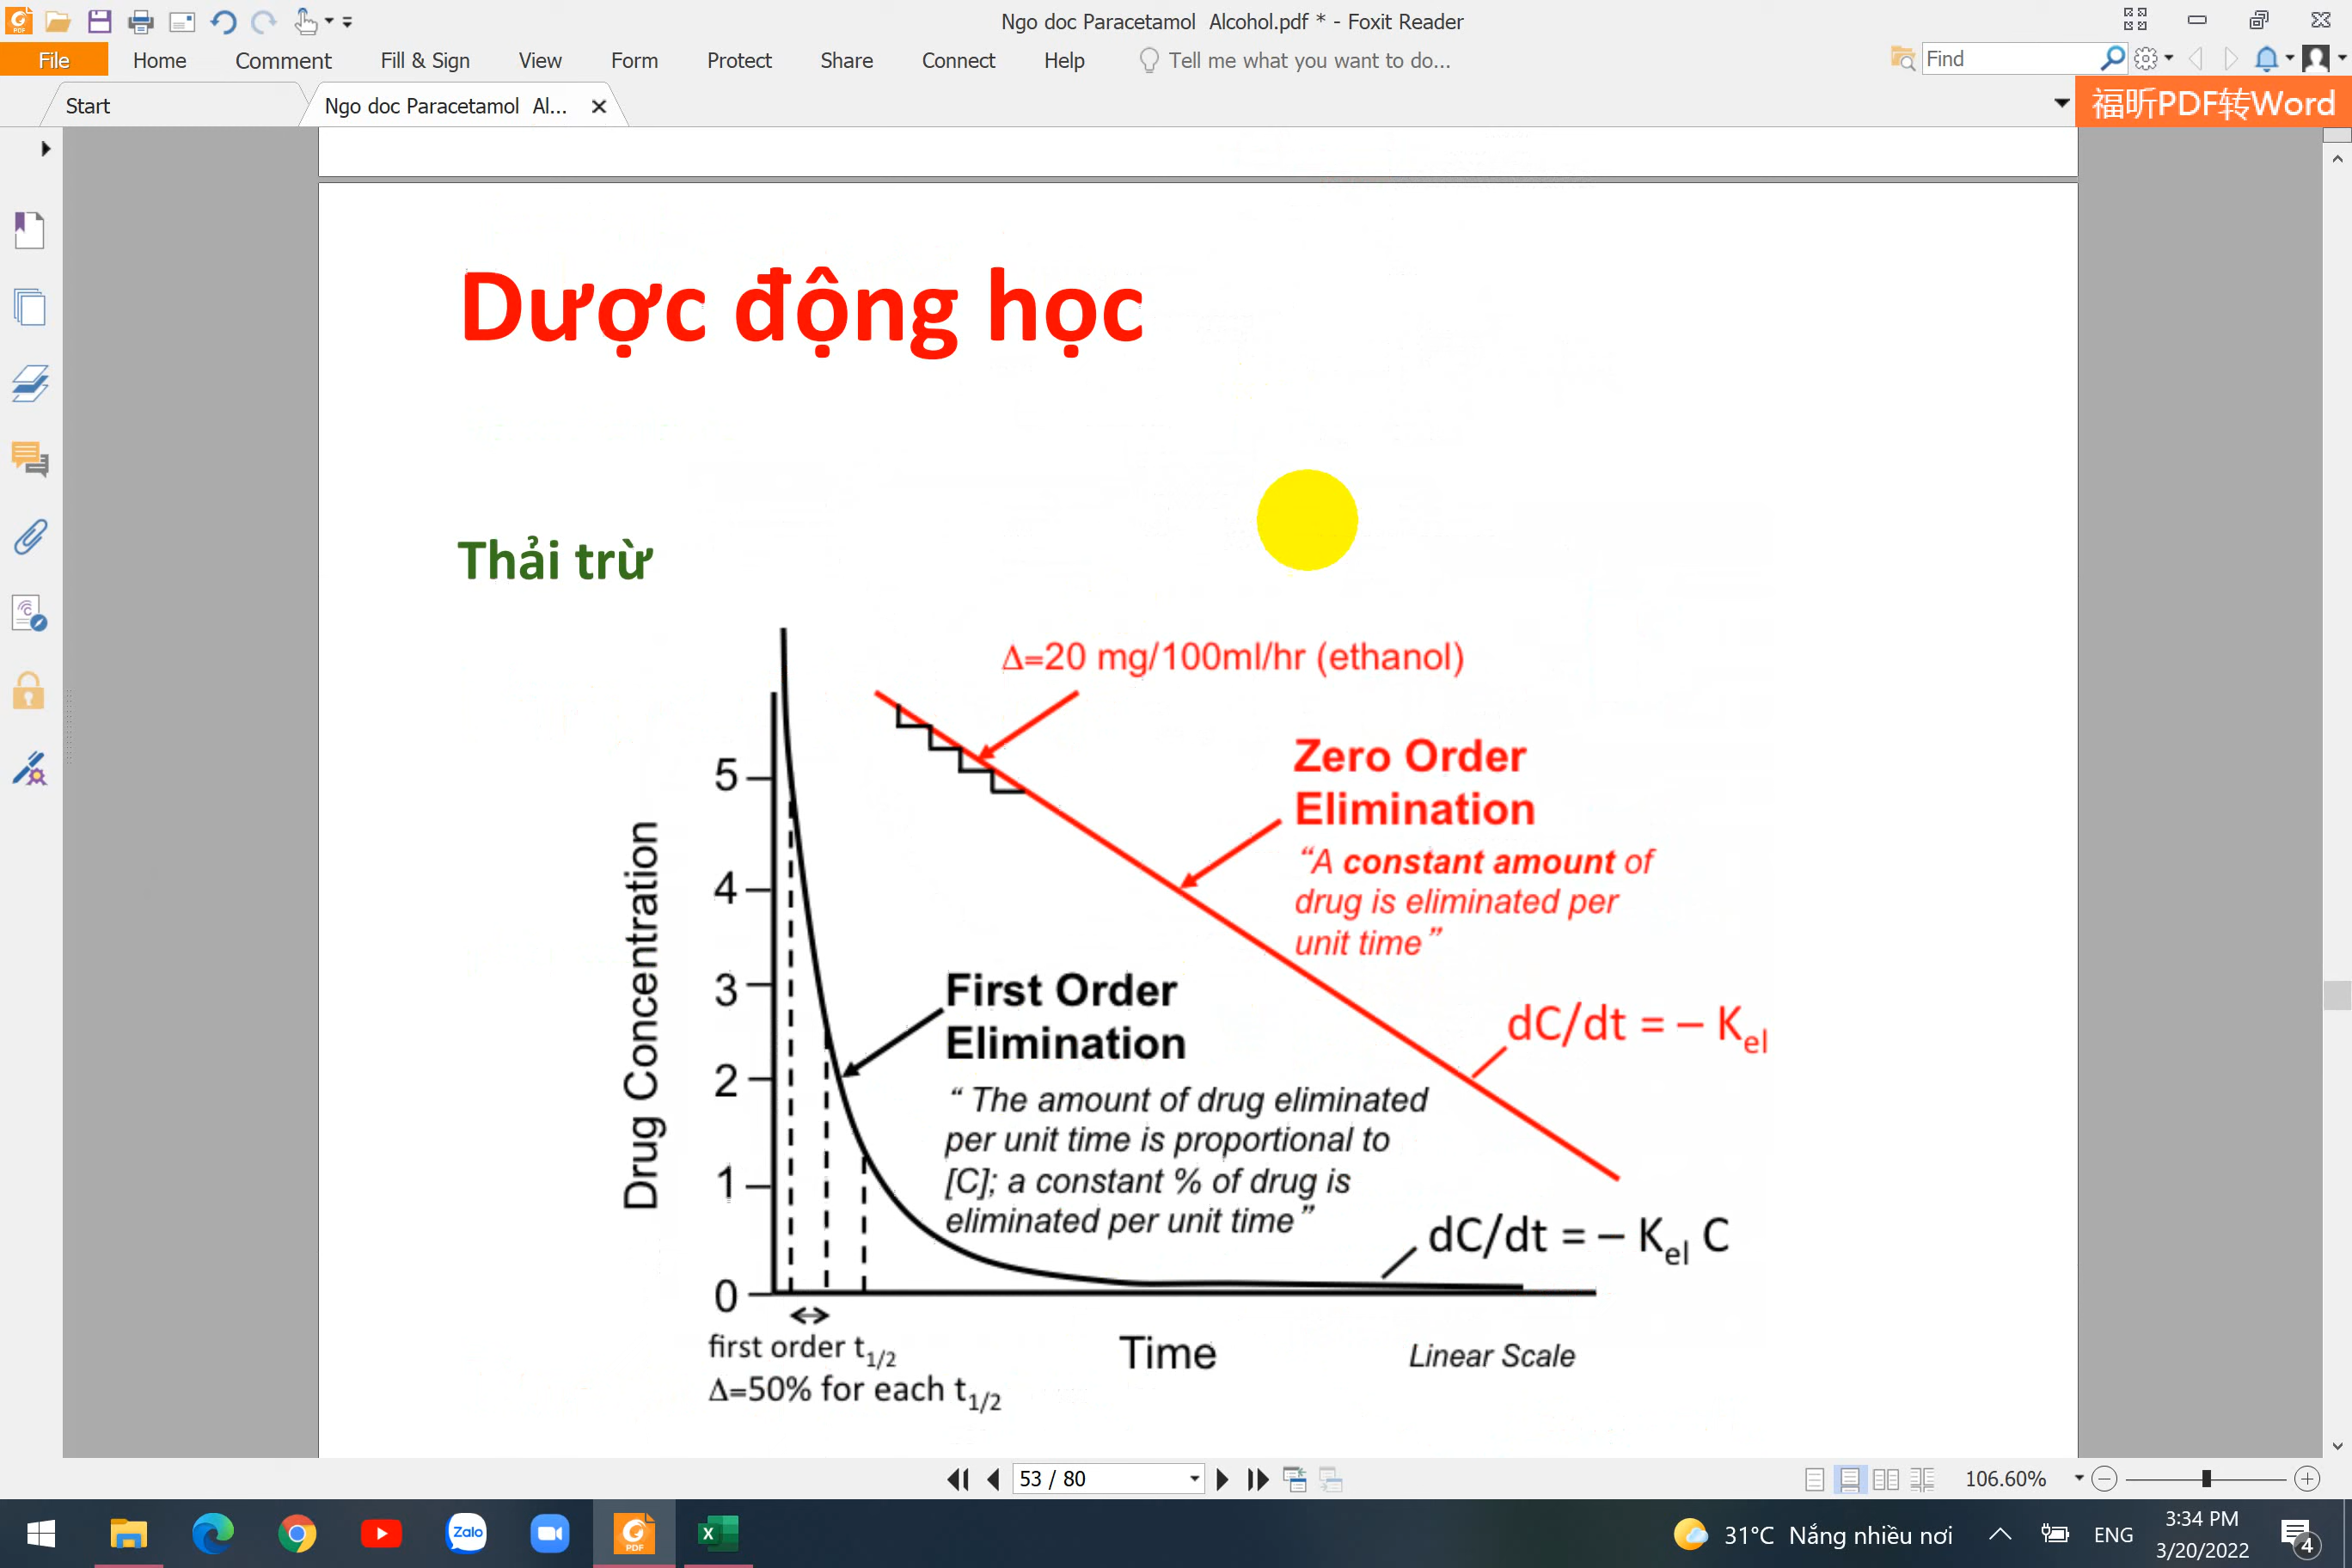 Ngo doc Paracetamol  Alcohol.pdf * - Foxit Reader
File Home Comment Fill & Sign View Form Protect Share Connect Help Tell me what you want to do... Find
Start Ngo doc Paracetamol  Al... 福昕PDF转Word
Dược động học
Thải trừ
Δ=20 mg/100ml/hr (ethanol)
Zero Order
Elimination
“A constant amount of
drug is eliminated per
unit time”
dC/dt = – Kel
First Order
Elimination
“ The amount of drug eliminated
per unit time is proportional to
[C]; a constant % of drug is
eliminated per unit time”
dC/dt = – Kel C
Drug Concentration
5
4
3
2
1
0
first order t1/2
Δ=50% for each t1/2
Time
Linear Scale
53 / 80 106.60%
Zalo
PDF
31°C Nắng nhiều nơi ENG 3:34 PM
3/20/2022 4